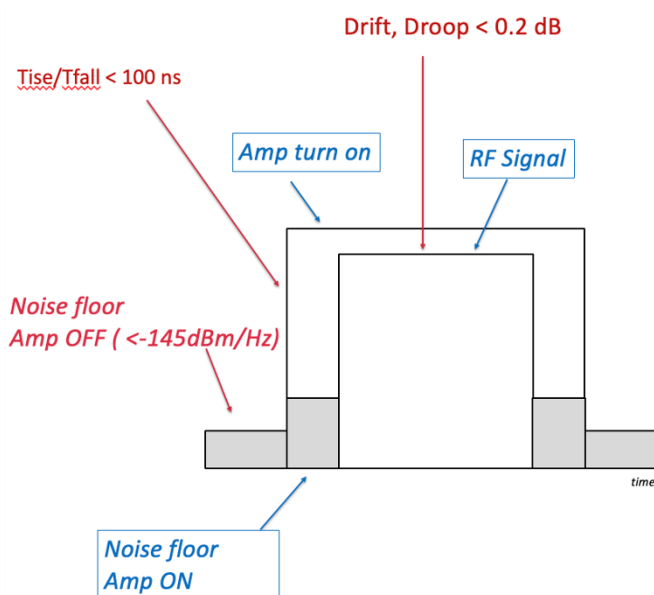 Drift, Droop < 0.2 dB
Tise/Tfall < 100 ns
Amp turn on
RF Signal
Noise floor
Amp OFF ( <-145dBm/Hz)
time
Noise floor
Amp ON